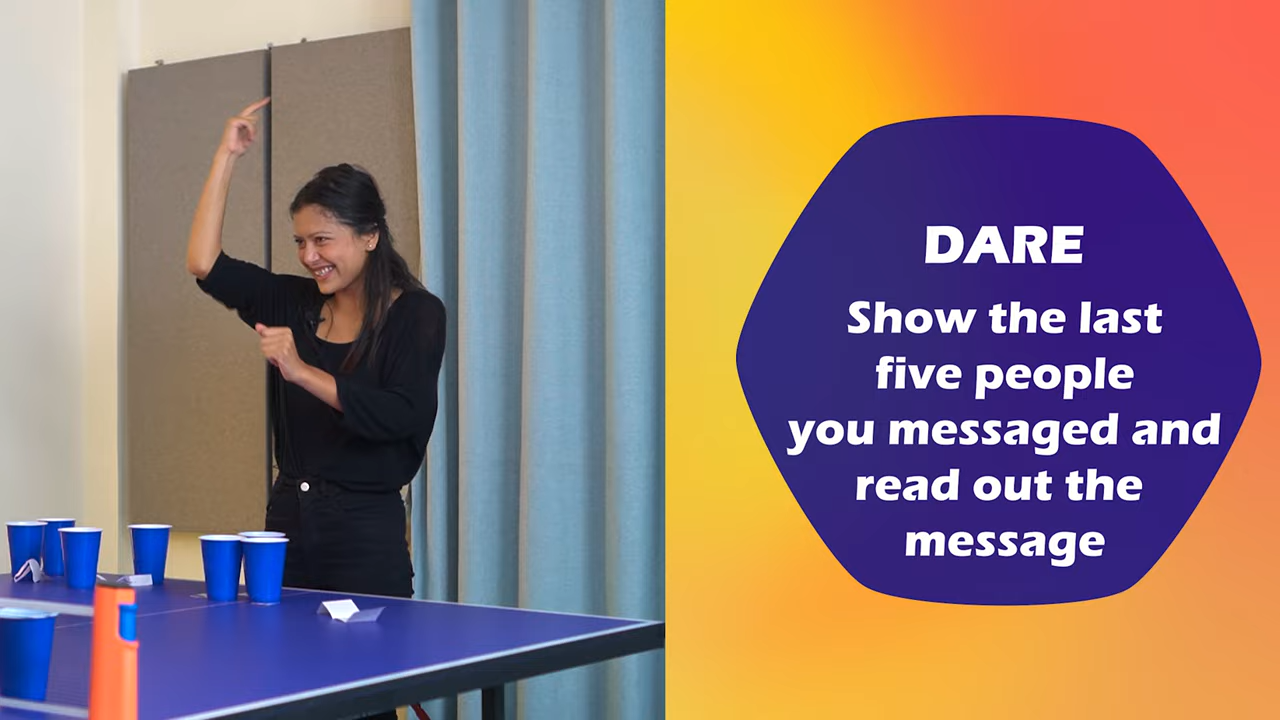 DARE
Show the last
five people
you messaged and
read out the
message